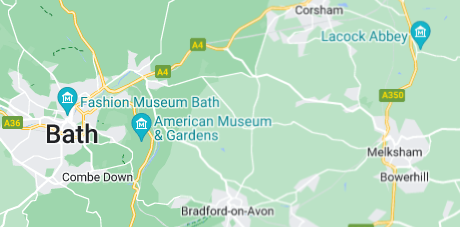 Corsham
Lacock Abbey
A4
A4
A350
Fashion Museum Bath
A36
American Museum
& Gardens
Bath
Melksham
Combe Down
Bowerhill
Bradford-on-Avon